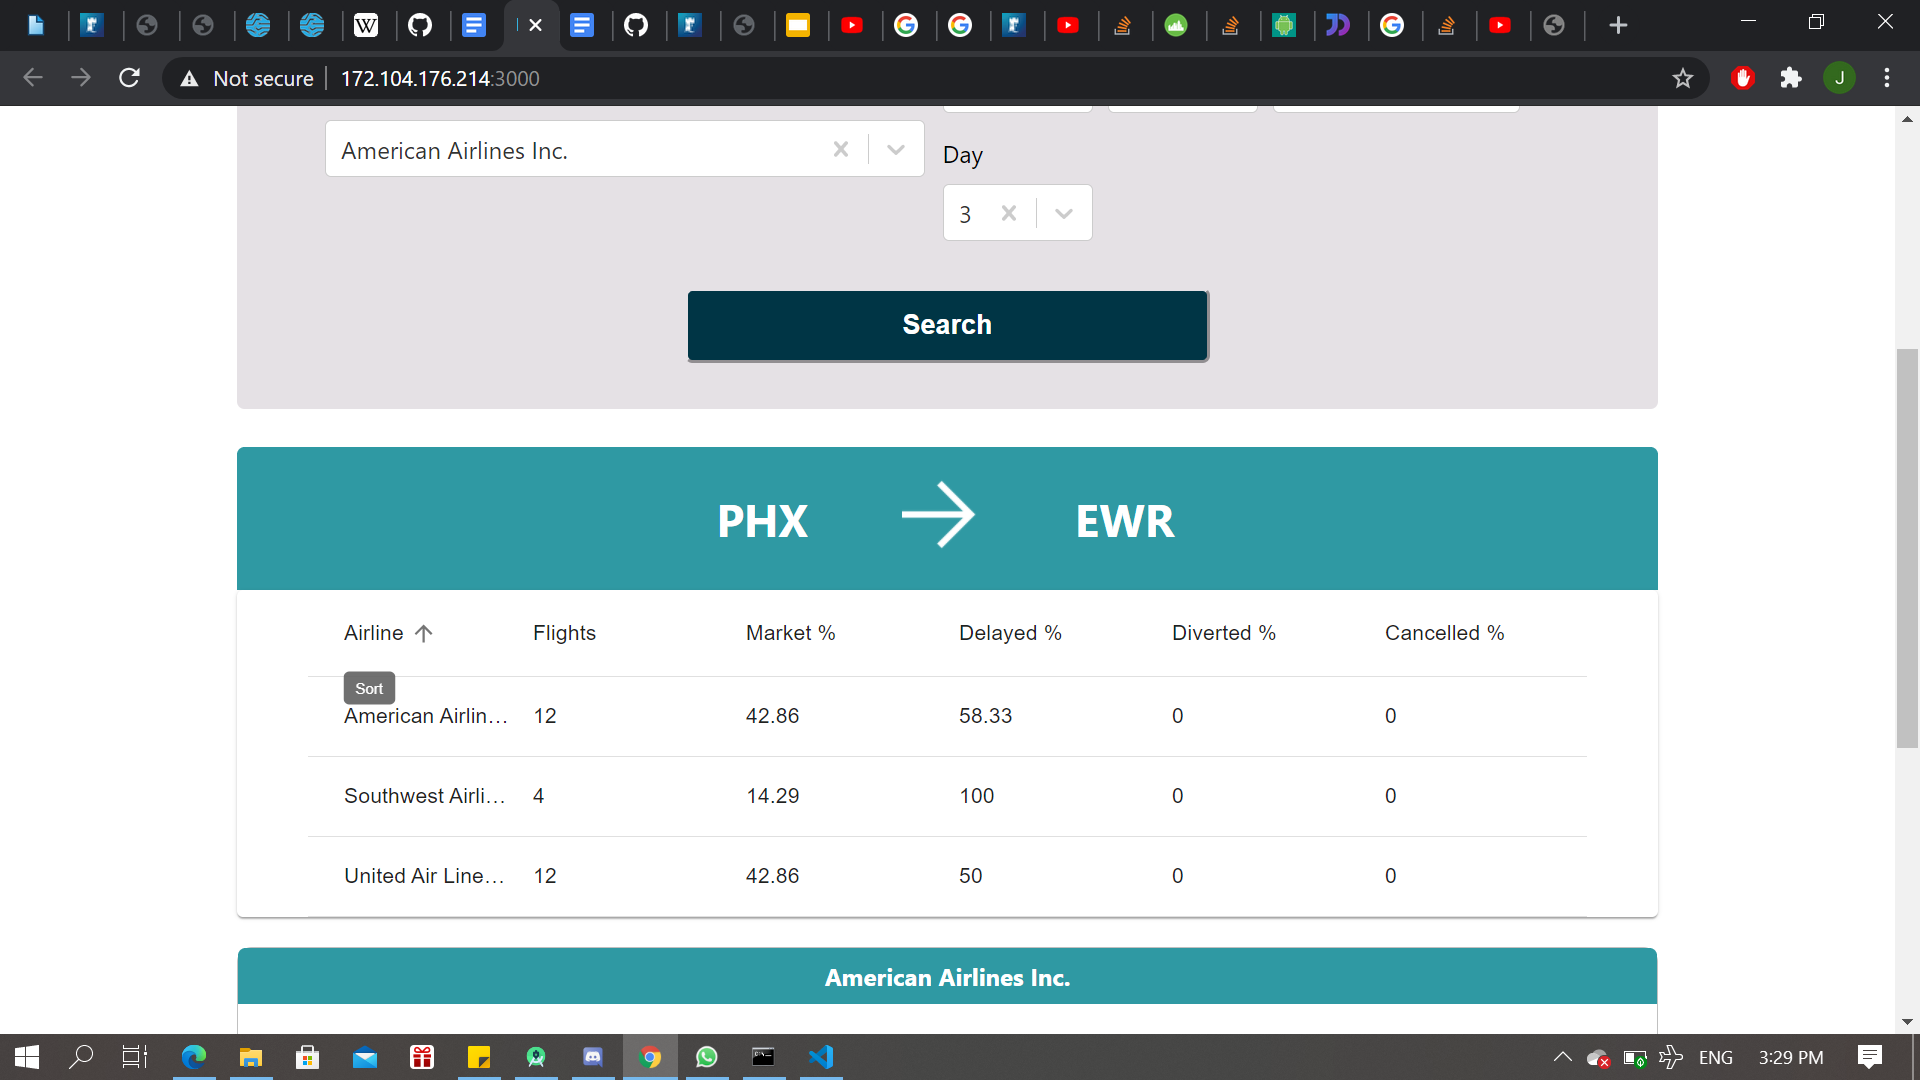 Not secure 172.104.176.214:3000
J
American Airlines Inc.
Day
3
Search
PHX → EWR
Airline ↑ Flights Market % Delayed % Diverted % Cancelled %
Sort
American Airlin... 12 42.86 58.33 0 0
Southwest Airli... 4 14.29 100 0 0
United Air Line... 12 42.86 50 0 0
American Airlines Inc.
ENG 3:29 PM